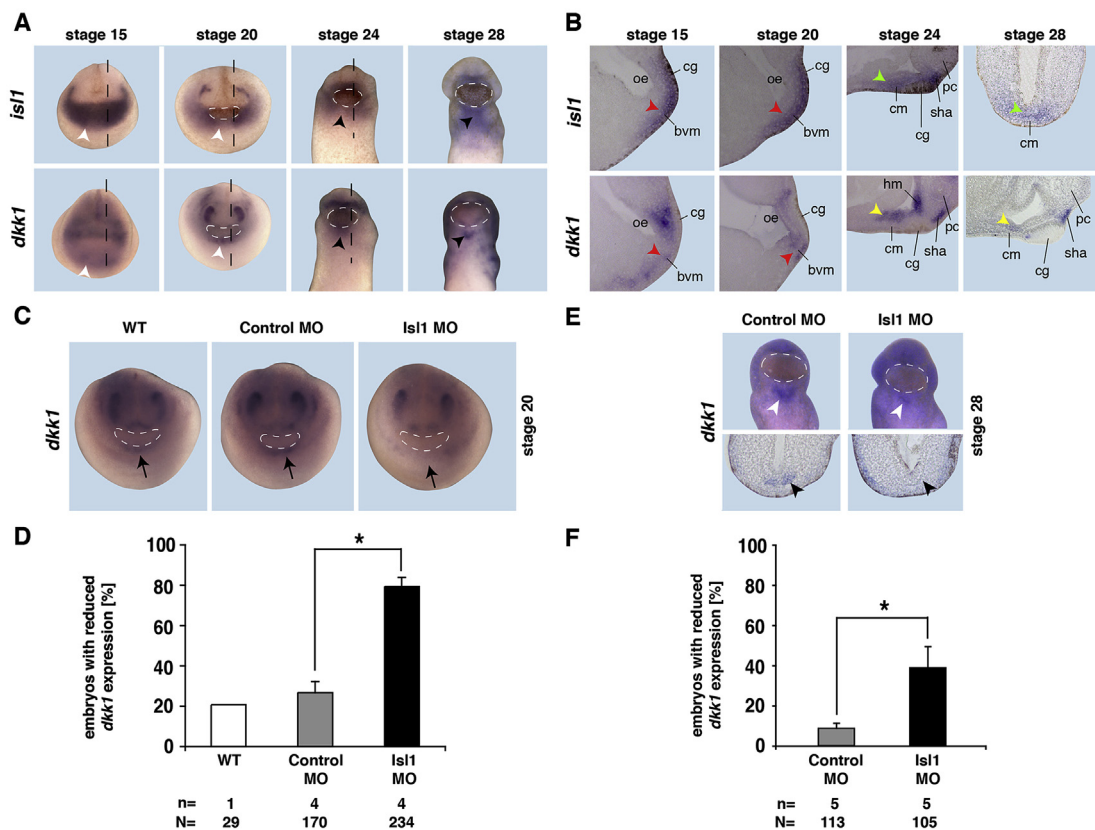 A
stage 15 stage 20 stage 24 stage 28
isl1
dkk1
B
stage 15 stage 20 stage 24 stage 28
isl1
oe cg bvm
oe cg bvm
cm cg sha pc
cm
dkk1
oe cg bvm
oe cg bvm
hm cm cg sha pc
cm cg sha pc
C
WT Control MO Isl1 MO
dkk1
stage 20
E
Control MO Isl1 MO
dkk1
stage 28
D
embryos with reduced
dkk1 expression [%]
100
80
60
40
20
0
*
WT Control MO Isl1 MO
n= 1 4 4
N= 29 170 234
F
embryos with reduced
dkk1 expression [%]
100
80
60
40
20
0
*
Control MO Isl1 MO
n= 5 5
N= 113 105